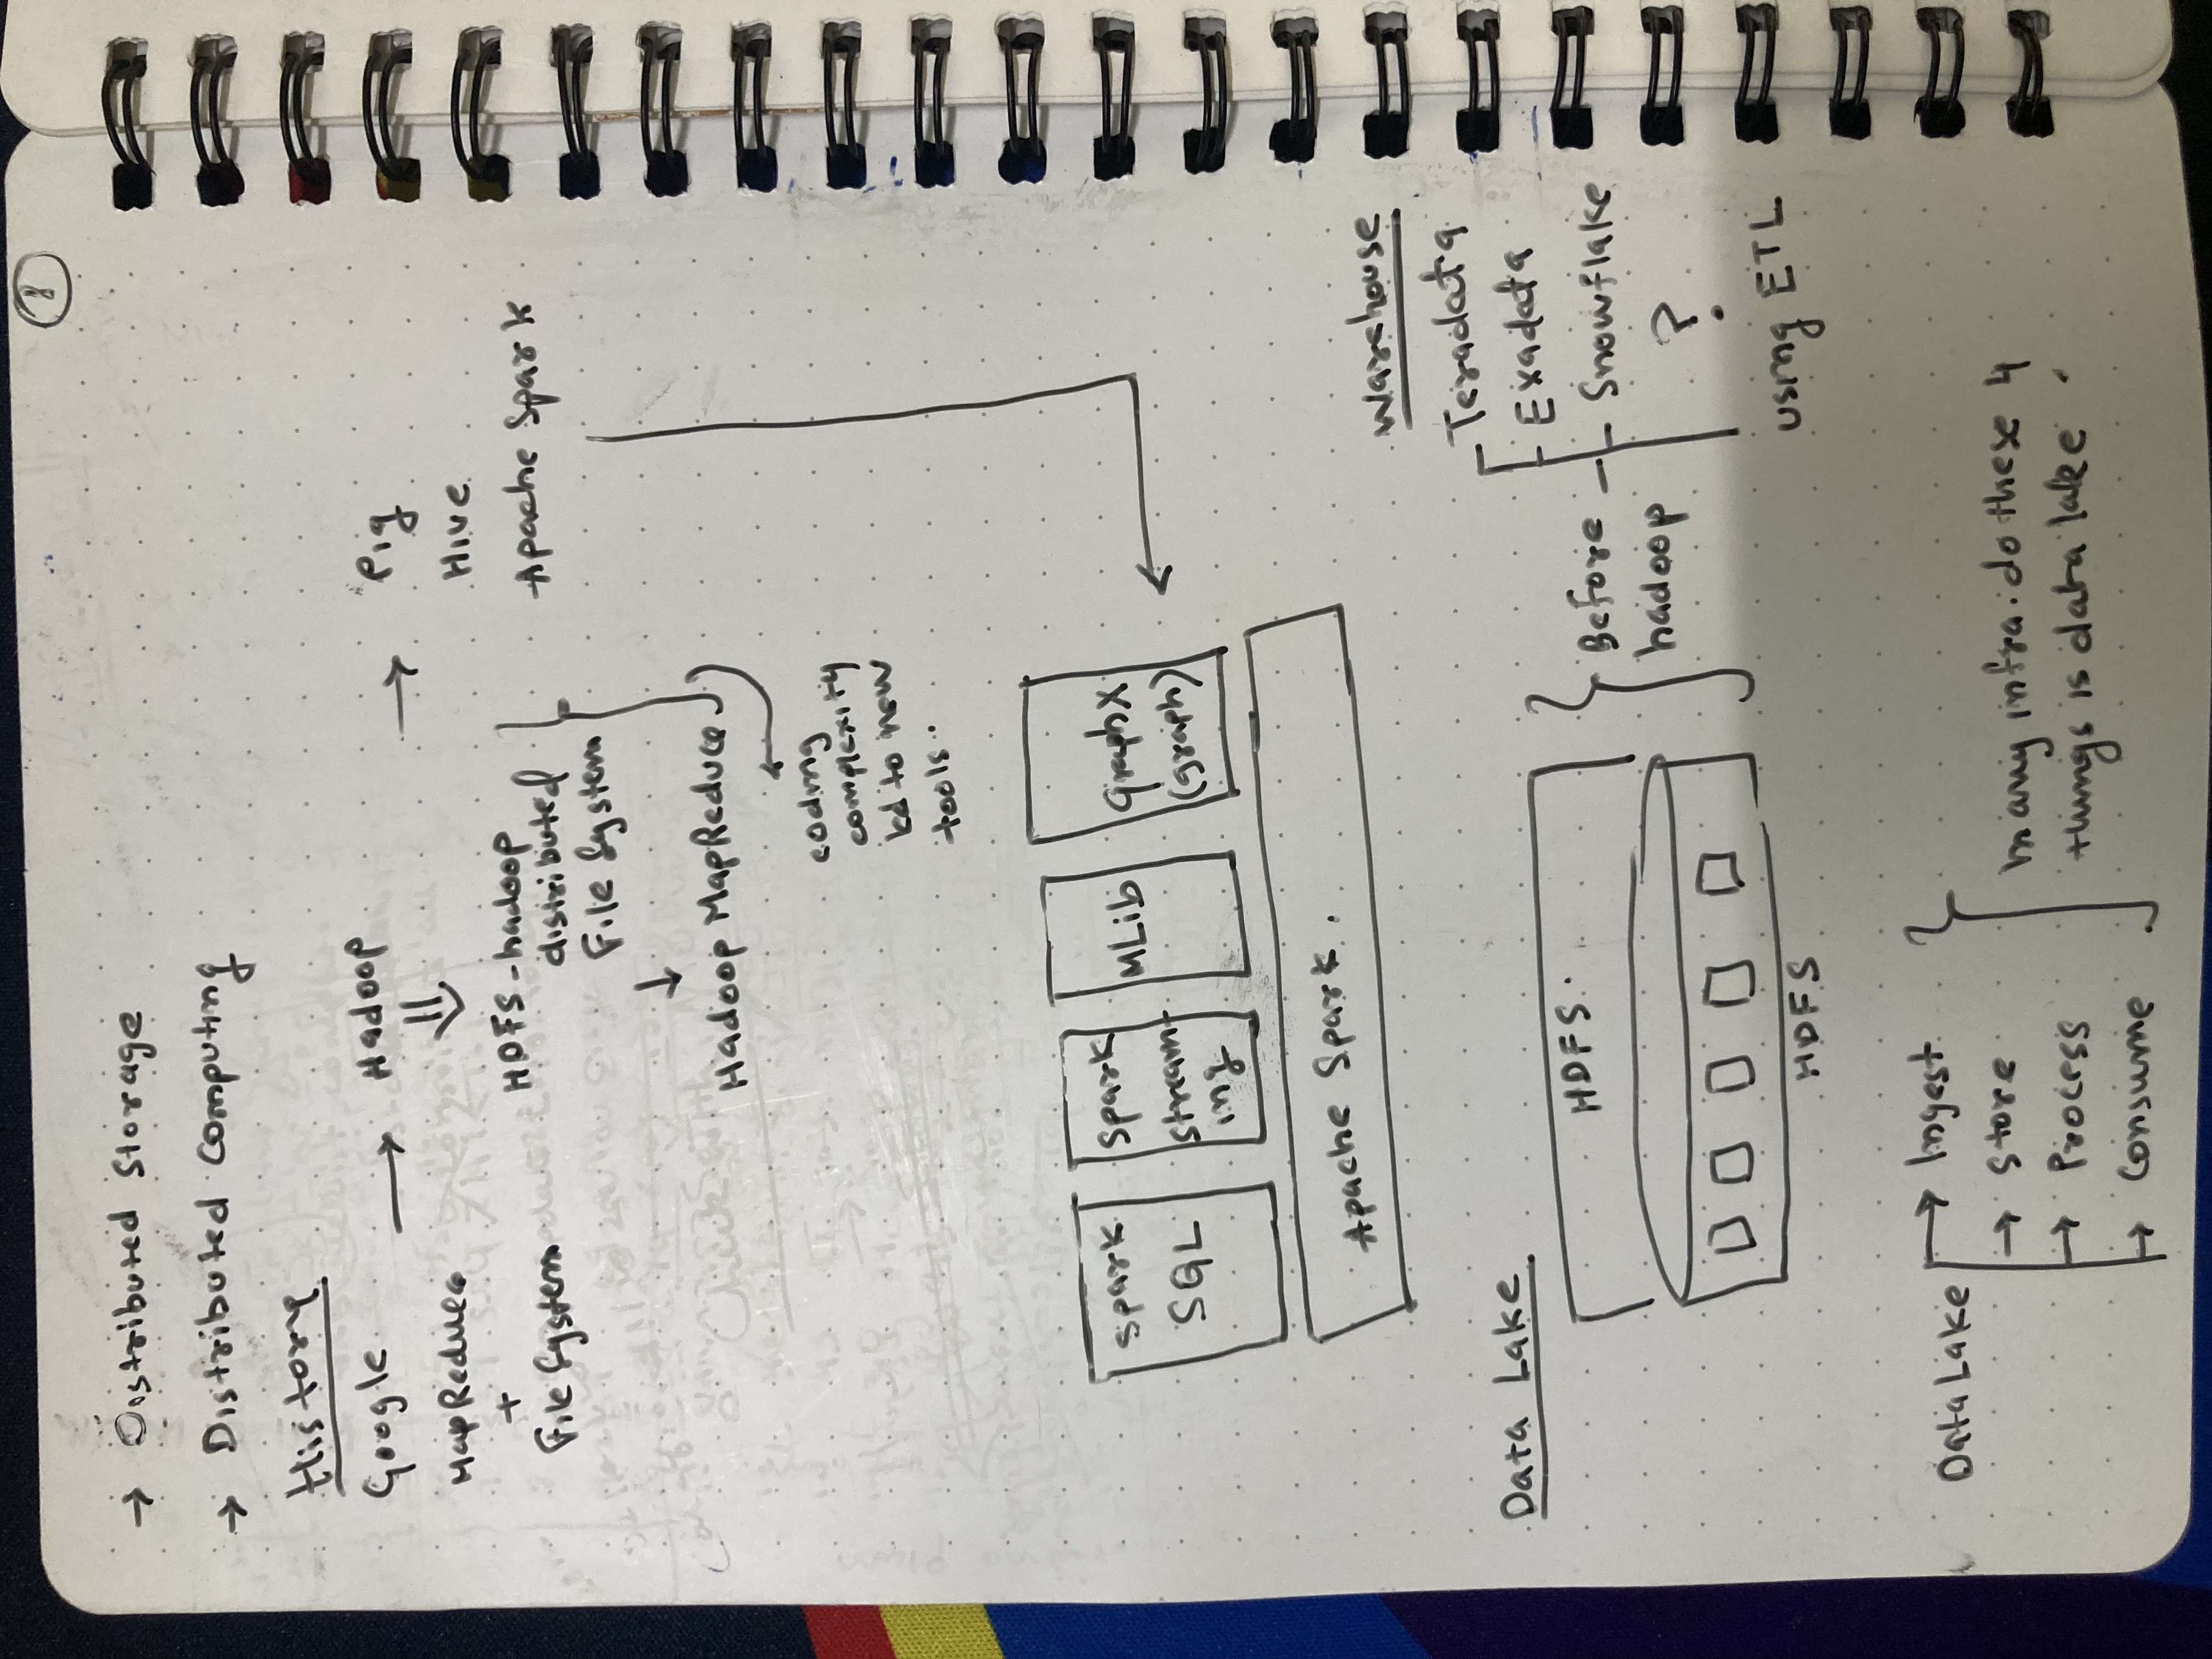 → Distributed Storage
→ Distributed Computing
History
Google → Hadoop → Pig
MapReduce
+
File System
⇓
HDFS - hadoop
distributed
File System
↓
Hadoop MapReduce
Hive
Apache Spark
coding
complexity
led to new
tools.
Spark
SQL
Spark
stream-
ing
MLib
GraphX
(graph)
Apache Spark.
Warehouse
Teradata
Exadata
Snowflake
?
using ETL
Data Lake
HDFS.
HDFS
Before
hadoop
Data Lake → Ingest
→ Store
→ Process
→ Consume
many infra. do these 4
things is data lake